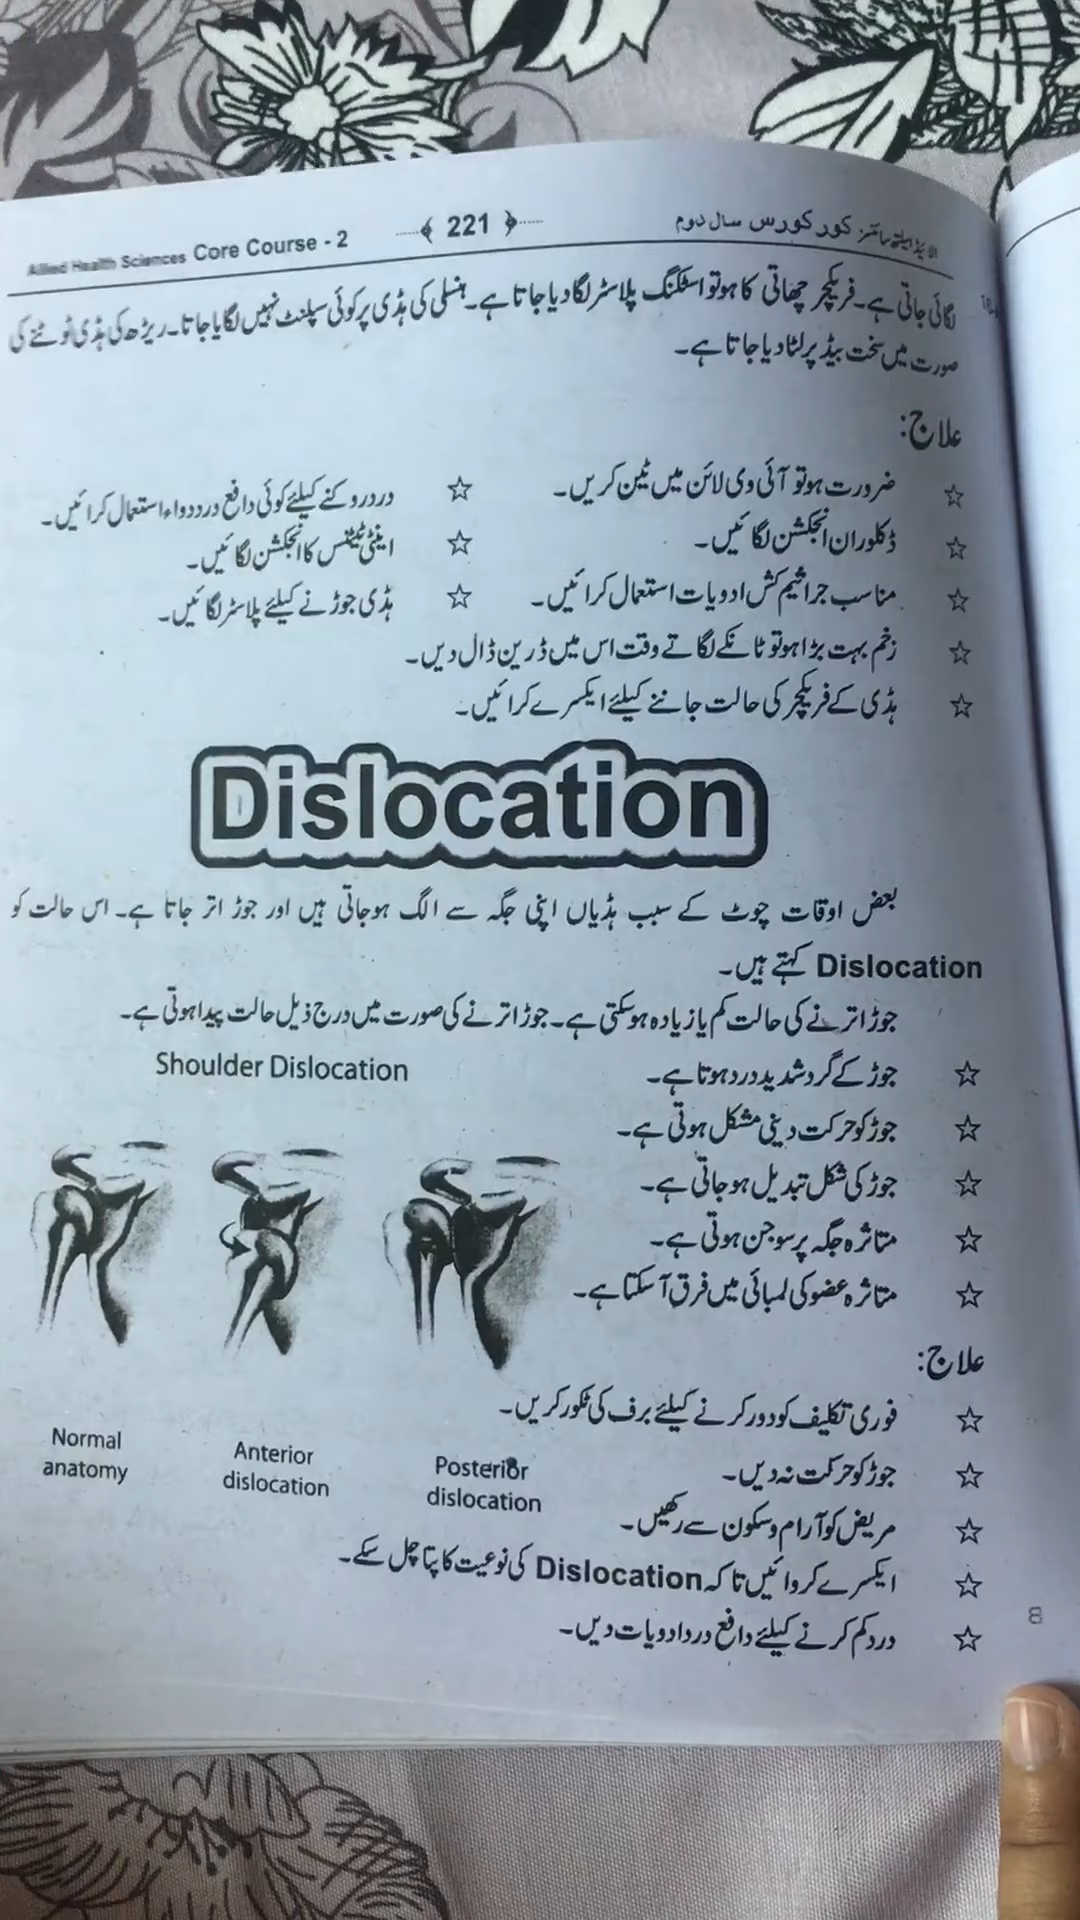 Allied Health Sciences Core Course - 2 221 الائیڈ ہیلتھ سائنسز کور کورس سال دوم
لگائی جاتی ہے۔ فریکچر چھاتی کا ہو تو اسٹکنگ پلاسٹر لگا دیا جاتا ہے۔ ہنسلی کی ہڈی پر کوئی سپلنٹ نہیں لگایا جاتا۔ ریڑھ کی ہڈی ٹوٹنے کی
صورت میں سخت بیڈ پر لٹا دیا جاتا ہے۔
علاج:
☆ ضرورت ہو تو آئی وی لائن میں ٹین کریں۔ ☆ درد روکنے کیلئے کوئی دافع درد دواء استعمال کرائیں۔
☆ ڈکلوران انجکشن لگائیں۔ ☆ اینٹی ٹیٹنس کا انجکشن لگائیں۔
☆ مناسب جراثیم کش ادویات استعمال کرائیں۔ ☆ ہڈی جوڑنے کیلئے پلاسٹر لگائیں۔
☆ زخم بہت بڑا ہو تو ٹانکے لگاتے وقت اس میں ڈرین ڈال دیں۔
☆ ہڈی کے فریکچر کی حالت جاننے کیلئے ایکسرے کرائیں۔
Dislocation
بعض اوقات چوٹ کے سبب ہڈیاں اپنی جگہ سے الگ ہو جاتی ہیں اور جوڑ اتر جاتا ہے۔ اس حالت کو
Dislocation کہتے ہیں۔
جوڑ اترنے کی حالت کم یا زیادہ ہو سکتی ہے۔ جوڑ اترنے کی صورت میں درج ذیل حالت پیدا ہوتی ہے۔
☆ جوڑ کے گرد شدید درد ہوتا ہے۔
☆ جوڑ کو حرکت دینی مشکل ہوتی ہے۔
☆ جوڑ کی شکل تبدیل ہو جاتی ہے۔
☆ متاثرہ جگہ پر سوجن ہوتی ہے۔
☆ متاثرہ عضو کی لمبائی میں فرق آ سکتا ہے۔
Shoulder Dislocation
Normal
anatomy
Anterior
dislocation
Posterior
dislocation
علاج:
☆ فوری تکلیف کو دور کرنے کیلئے برف کی ٹکور کریں۔
☆ جوڑ کو حرکت نہ دیں۔
☆ مریض کو آرام و سکون سے رکھیں۔
☆ ایکسرے کروائیں تا کہ Dislocation کی نوعیت کا پتا چل سکے۔
☆ درد کم کرنے کیلئے دافع درد ادویات دیں۔
8